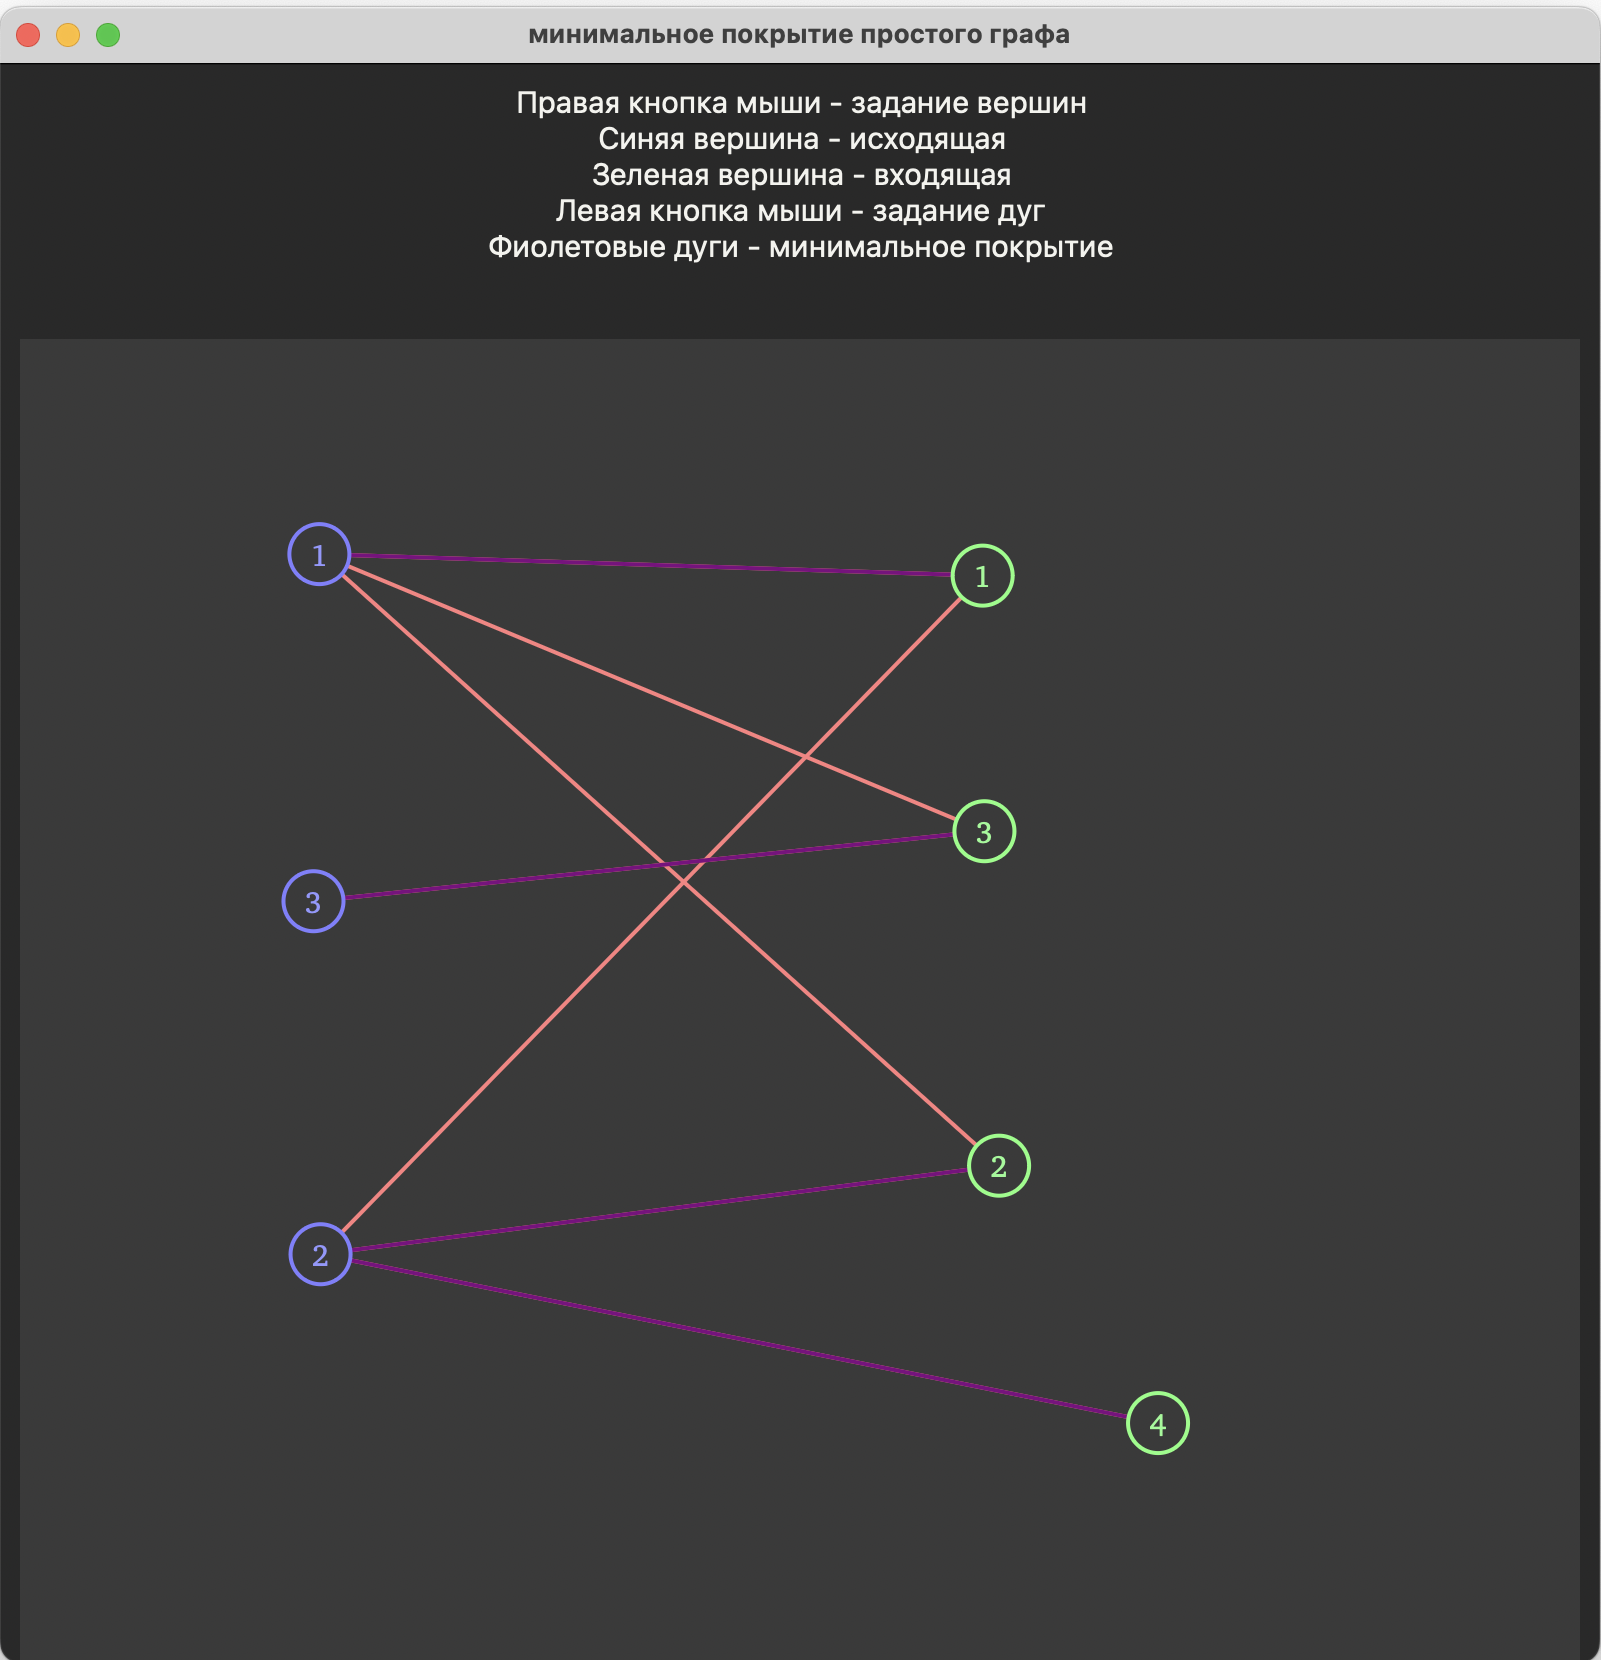 минимальное покрытие простого графа
Правая кнопка мыши - задание вершин
Синяя вершина - исходящая
Зеленая вершина - входящая
Левая кнопка мыши - задание дуг
Фиолетовые дуги - минимальное покрытие
1
1
3
3
2
2
4